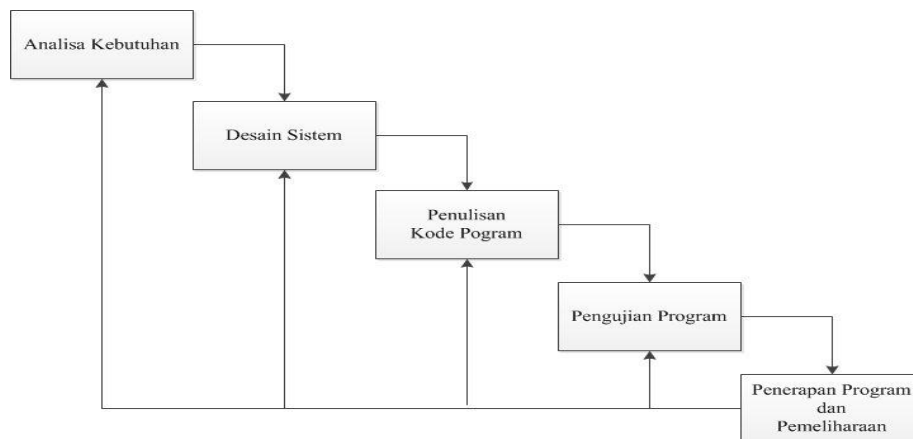 Analisa Kebutuhan
Desain Sistem
Penulisan
Kode Pogram
Pengujian Program
Penerapan Program
dan
Pemeliharaan